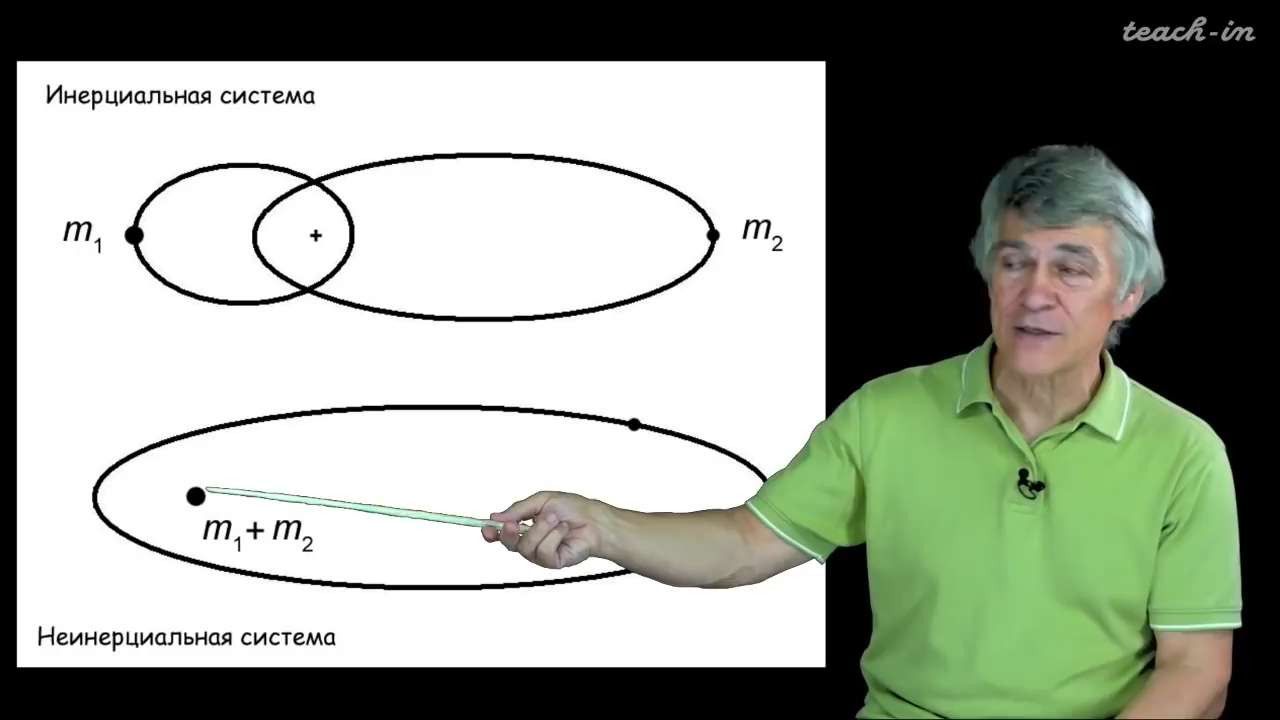 teach-in
Инерциальная система
m₁
m₂
m₁ + m₂
Неинерциальная система